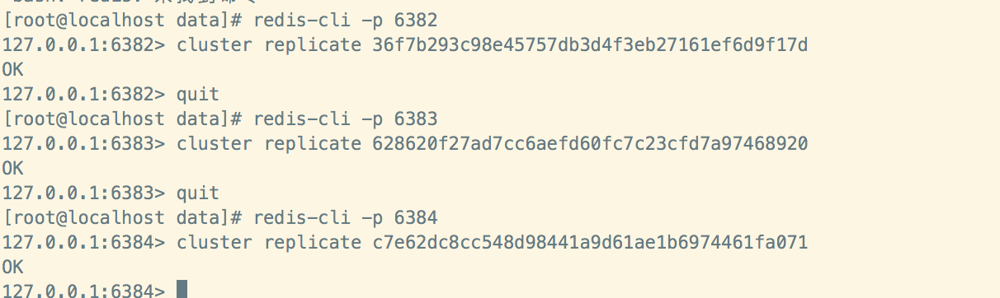 [root@localhost data]# redis-cli -p 6382
127.0.0.1:6382> cluster replicate 36f7b293c98e45757db3d4f3eb27161ef6d9f17d
OK
127.0.0.1:6382> quit
[root@localhost data]# redis-cli -p 6383
127.0.0.1:6383> cluster replicate 628620f27ad7cc6aefd60fc7c23cfd7a97468920
OK
127.0.0.1:6383> quit
[root@localhost data]# redis-cli -p 6384
127.0.0.1:6384> cluster replicate c7e62dc8cc548d98441a9d61ae1b6974461fa071
OK
127.0.0.1:6384>